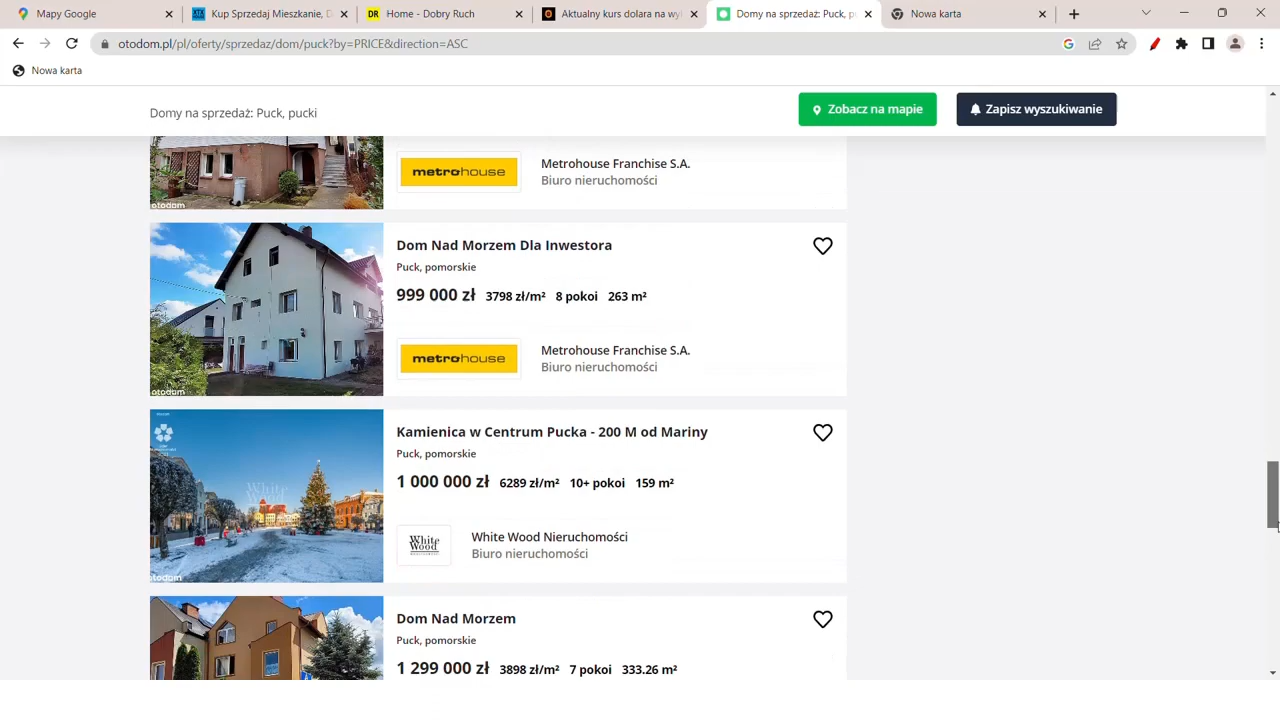 Mapy Google
Kup Sprzedaj Mieszkanie, D
DR Home - Dobry Ruch
Aktualny kurs dolara na wy
Domy na sprzedaż: Puck, p
Nowa karta
otodom.pl/pl/oferty/sprzedaz/dom/puck?by=PRICE&direction=ASC
Nowa karta
Domy na sprzedaż: Puck, pucki
Zobacz na mapie
Zapisz wyszukiwanie
otodom
metrohouse
Metrohouse Franchise S.A.
Biuro nieruchomości
Dom Nad Morzem Dla Inwestora
Puck, pomorskie
999 000 zł 3798 zł/m² 8 pokoi 263 m²
metrohouse
Metrohouse Franchise S.A.
Biuro nieruchomości
otodom
Kamienica w Centrum Pucka - 200 M od Mariny
Puck, pomorskie
1 000 000 zł 6289 zł/m² 10+ pokoi 159 m²
White Wood
White Wood
White Wood Nieruchomości
Biuro nieruchomości
otodom
Dom Nad Morzem
Puck, pomorskie
1 299 000 zł 3898 zł/m² 7 pokoi 333.26 m²